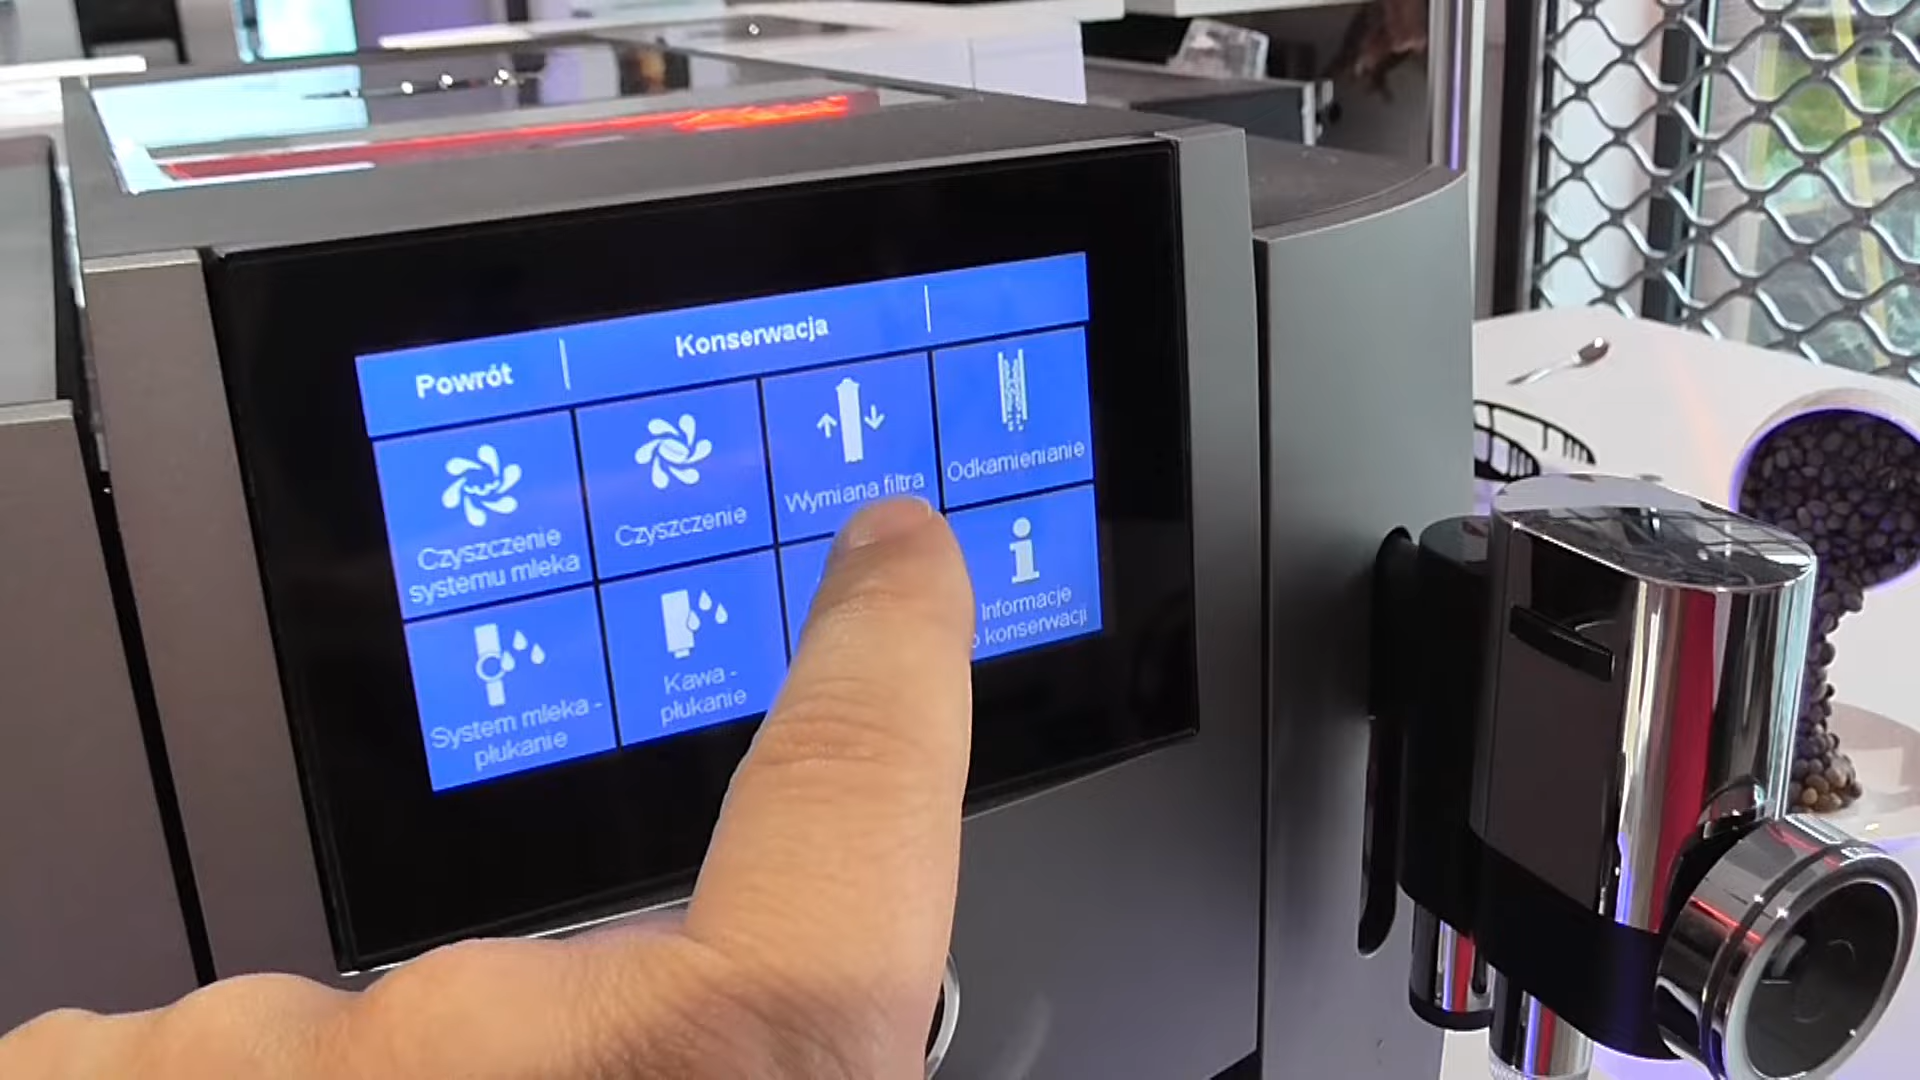 Powrót
Konserwacja
Czyszczenie
systemu mleka
Czyszczenie
Wymiana filtra
Odkamienianie
System mleka -
płukanie
Kawa -
płukanie
Informacje
o konserwacji